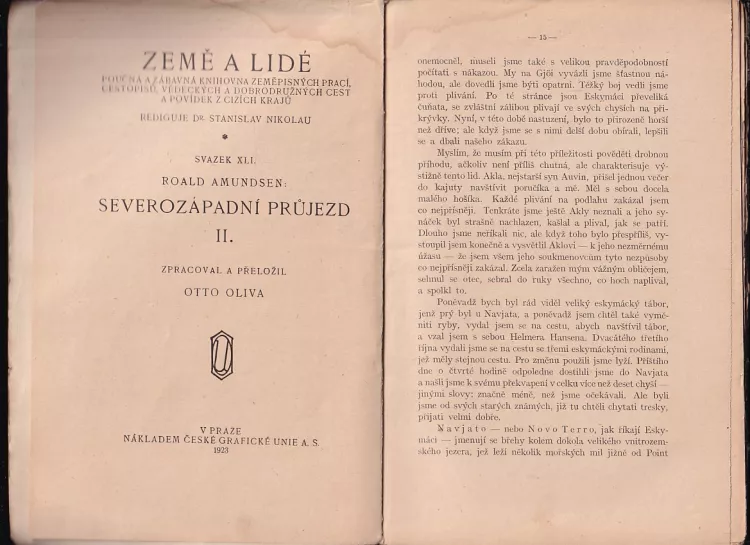 ZEMĚ A LIDÉ
POUČNÁ A ZÁBAVNÁ KNIHOVNA ZEMĚPISNÝCH PRACÍ,
CESTOPISŮ, VĚDECKÝCH A DOBRODRUŽNÝCH CEST
A POVÍDEK Z CIZÍCH KRAJŮ
REDIGUJE DR. STANISLAV NIKOLAU
*
SVAZEK XLI.
ROALD AMUNDSEN:
SEVEROZÁPADNÍ PRŮJEZD
II.
ZPRACOVAL A PŘELOŽIL
OTTO OLIVA
V PRAZE
NÁKLADEM ČESKÉ GRAFICKÉ UNIE A. S.
1923
— 15 —
onemocněl, museli jsme také s velikou pravděpodobností
počítati s nákazou. My na Gjöi vyvázli jsme šťastnou ná-
hodou, ale dovedli jsme býti opatrní. Těžký boj vedli jsme
proti plivání. Po té stránce jsou Eskymáci převeliká
čuňata, se zvláštní zálibou plivají ve svých chyších na při-
krývky. Nyní, v této době nastuzení, bylo to přirozeně horší
než dříve; ale když jsme se s nimi delší dobu obírali, lepšili
se a dbali našeho zákazu.
Myslím, že musím při této příležitosti pověděti drobnou
příhodu, ačkoliv není příliš chutná, ale charakterisuje vý-
stižně tento lid. Akla, nejstarší syn Auvin, přišel jednou večer
do kajuty navštívit poručíka a mě. Měl s sebou docela
malého hošíka. Každé plivání na podlahu zakázal jsem
co nejpřísněji. Tenkráte jsme ještě Akly neznali a jeho sy-
náček byl strašně nachlazen, kašlal a plival, jak se patří.
Dlouho jsme neříkali nic, ale když toho bylo přespříliš, vy-
stoupil jsem konečně a vysvětlil Aklovi — k jeho nezměrnému
úžasu — že jsem všem jeho soukmenovcům tyto nezpůsoby
co nejpřísněji zakázal. Zcela zaražen mým vážným obličejem,
sehnul se otec, sebral do ruky všechno, co hoch naplival,
a spolkl to.
Poněvadž bych byl rád viděl veliký eskymácký tábor,
jenž prý byl u Navjata, a poněvadž jsem chtěl také vymě-
niti ryby, vydal jsem se na cestu, abych navštívil tábor,
a vzal jsem s sebou Helmera Hansena. Dvacátého třetího
října vydali jsme se na cestu se třemi eskymáckými rodinami,
jež měly stejnou cestu. Pro změnu použili jsme lyží. Příštího
dne o čtvrté hodině odpoledne dostihli jsme do Navjata
a našli jsme k svému překvapení v celku více než deset chyší —
jinými slovy: značně méně, než jsme očekávali. Ale byli
jsme od svých starých známých, již tu chtěli chytati tresky,
přijati velmi dobře.
Navjato — nebo Novo Terro, jak říkají Esky-
máci — jmenují se břehy kolem dokola velikého vnitrozem-
ského jezera, jež leží několik mořských mil jižně od Point